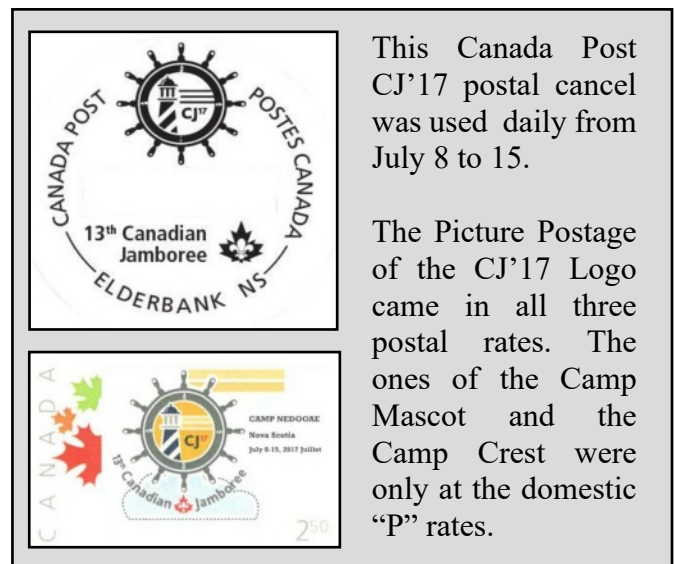 CJ¹⁷
CANADA POST
POSTES CANADA
13ᵗʰ Canadian
Jamboree
ELDERBANK NS
CANADA
CAMP NEDOOAE
Nova Scotia
July 8-15, 2017 Juillet
CJ¹⁷
13ᵗʰ Canadian Jamboree
2⁵⁰
This Canada Post
CJ’17 postal cancel
was used daily from
July 8 to 15.
The Picture Postage
of the CJ’17 Logo
came in all three
postal rates. The
ones of the Camp
Mascot and the
Camp Crest were
only at the domestic
“P” rates.